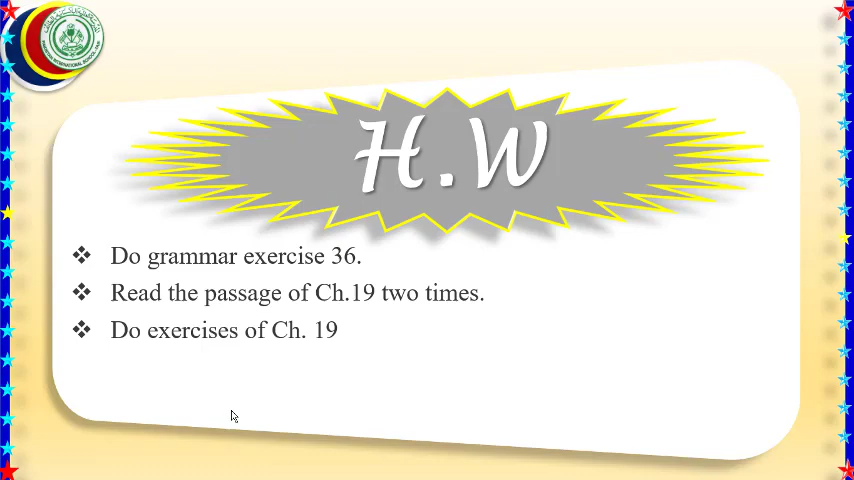 H.W
❖ Do grammar exercise 36.
❖ Read the passage of Ch.19 two times.
❖ Do exercises of Ch. 19